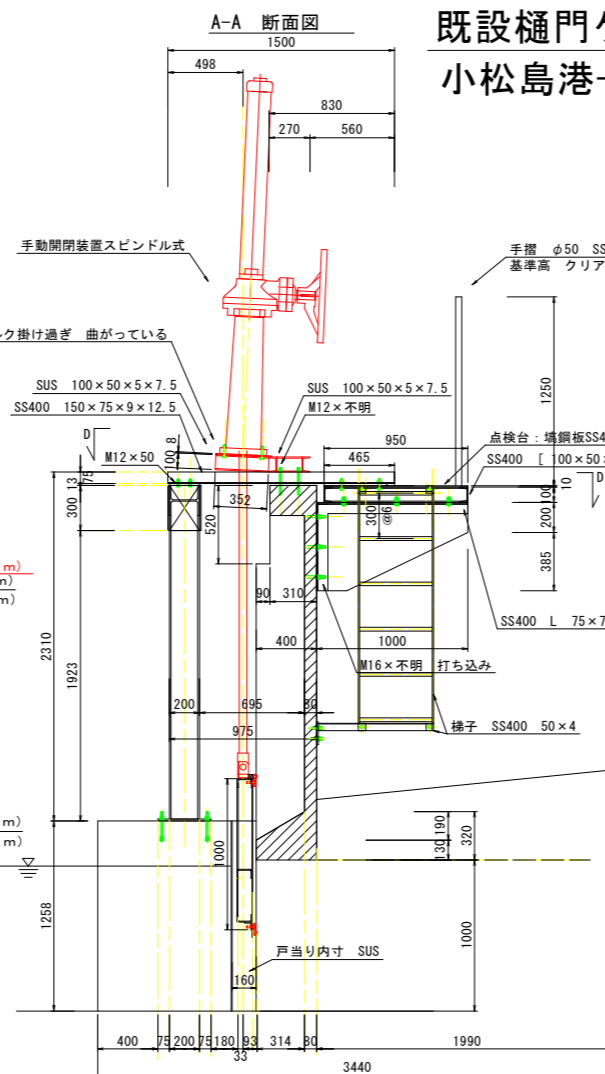 A-A 断面図
既設樋門ゲ
小松島港-
1500
498
830
270
560
手動開閉装置スピンドル式
手摺 φ50 SS
基準高 クリア
ルク掛け過ぎ 曲がっている
SUS 100×50×5×7.5
SUS 100×50×5×7.5
SS400 150×75×9×12.5
M12×不明
D
M12×50
100
8
1250
950
465
点検台:縞鋼板SS4
SS400 [ 100×50×
D
13
75
300
352
520
300
@6
100
10
200
385
90
310
400
1000
SS400 L 75×7
M16×不明 打ち込み
m)
m)
m)
2310
1923
200
695
80
975
梯子 SS400 50×4
m)
m)
1000
190
130
320
1258
1000
戸当り内寸 SUS
160
400
75
200
75
180
93
314
80
1990
33
3440